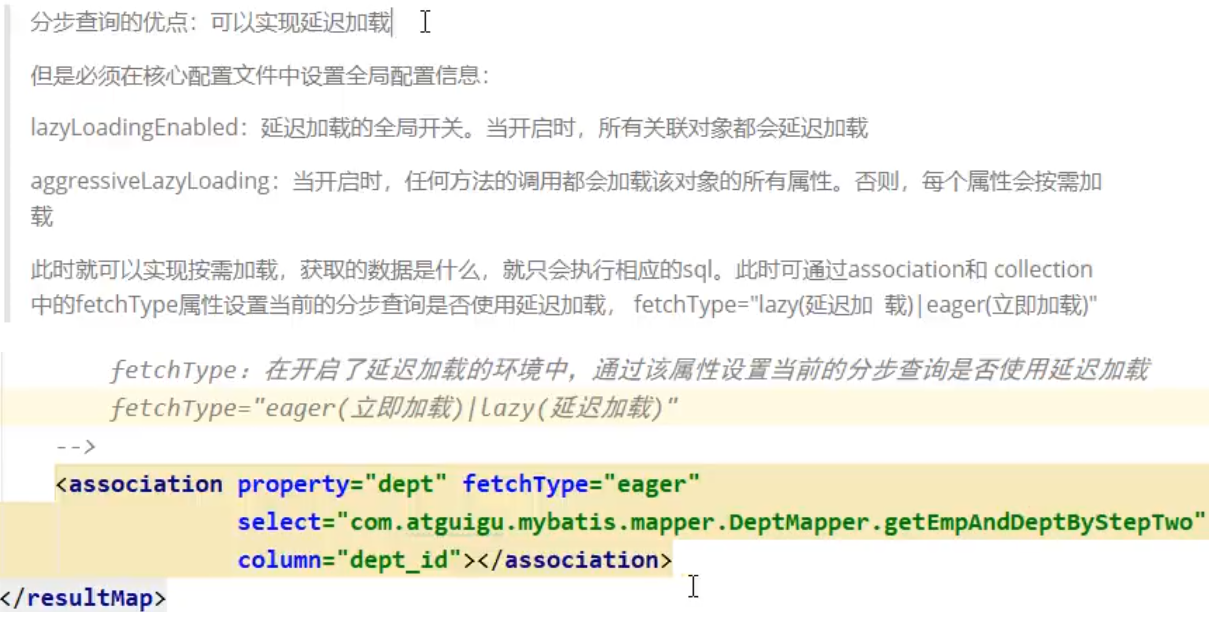 分步查询的优点：可以实现延迟加载
但是必须在核心配置文件中设置全局配置信息：
lazyLoadingEnabled：延迟加载的全局开关。当开启时，所有关联对象都会延迟加载
aggressiveLazyLoading：当开启时，任何方法的调用都会加载该对象的所有属性。否则，每个属性会按需加
载
此时就可以实现按需加载，获取的数据是什么，就只会执行相应的sql。此时可通过association和 collection
中的fetchType属性设置当前的分步查询是否使用延迟加载， fetchType="lazy(延迟加 载)|eager(立即加载)"
fetchType：在开启了延迟加载的环境中，通过该属性设置当前的分步查询是否使用延迟加载
fetchType="eager(立即加载)|lazy(延迟加载)"
-->
<association property="dept" fetchType="eager"
select="com.atguigu.mybatis.mapper.DeptMapper.getEmpAndDeptByStepTwo"
column="dept_id"></association>
</resultMap>